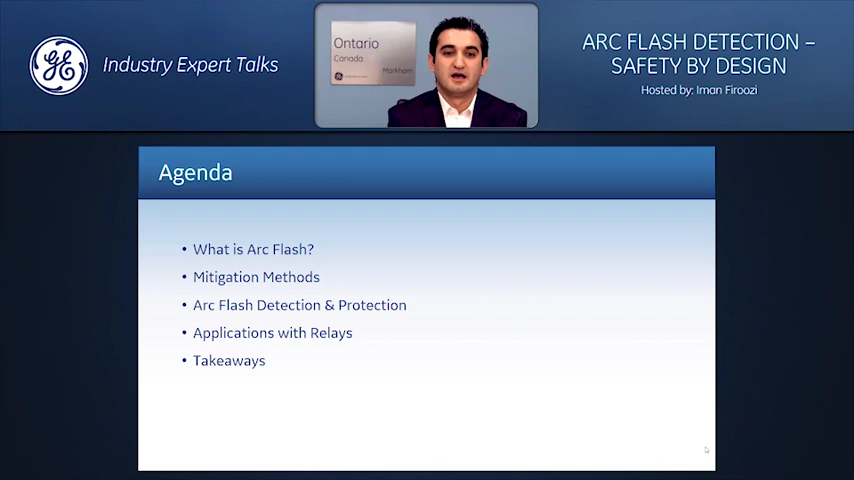 Industry Expert Talks
Ontario
Canada
Markham
ARC FLASH DETECTION –
SAFETY BY DESIGN
Hosted by: Iman Firoozi
Agenda
• What is Arc Flash?
• Mitigation Methods
• Arc Flash Detection & Protection
• Applications with Relays
• Takeaways